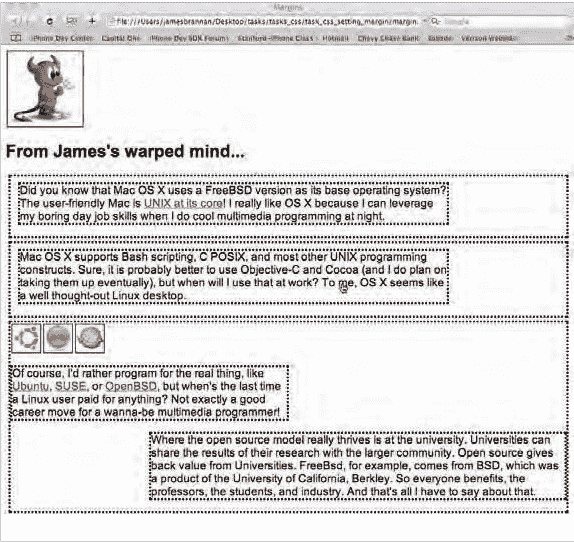 Margins
file:///Users/jamesbrannan/Desktop/tasks/tasks_css/task_css_setting_margin/margin.
iPhone Dev Center Capital One iPhone Dev SDK Forums Stanford iPhone Class Hotmail Chevy Chase Bank Verizon
From James's warped mind...
Did you know that Mac OS X uses a FreeBSD version as its base operating system?
The user-friendly Mac is UNIX at its core! I really like OS X because I can leverage
my boring day job skills when I do cool multimedia programming at night.
Mac OS X supports Bash scripting, C POSIX, and most other UNIX programming
constructs. Sure, it is probably better to use Objective-C and Cocoa (and I do plan on
taking them up eventually), but when will I use that at work? To me, OS X seems like
a well thought-out Linux desktop.
Of course, I'd rather program for the real thing, like
Ubuntu, SUSE, or OpenBSD, but when's the last time
a Linux user paid for anything? Not exactly a good
career move for a wanna-be multimedia programmer!
Where the open source model really thrives is at the university. Universities can
share the results of their research with the larger community. Open source gives
back value from Universities. FreeBsd, for example, comes from BSD, which was
a product of the University of California, Berkley. So everyone benefits, the
professors, the students, and industry. And that's all I have to say about that.